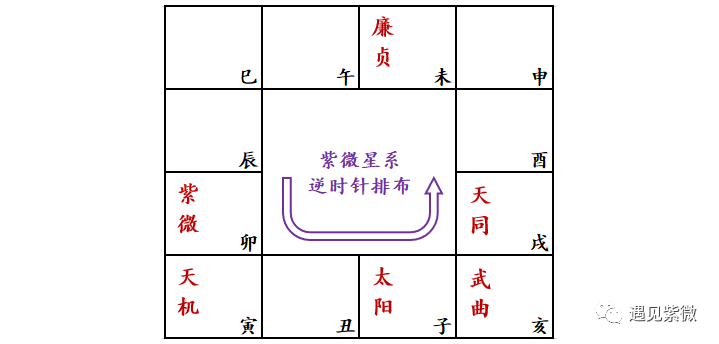 廉
贞
巳
午
未
申
辰
酉
紫微星系
逆时针排布
紫
微
卯
天
同
戌
天
机
寅
丑
太
阳
子
武
曲
亥
遇见紫微